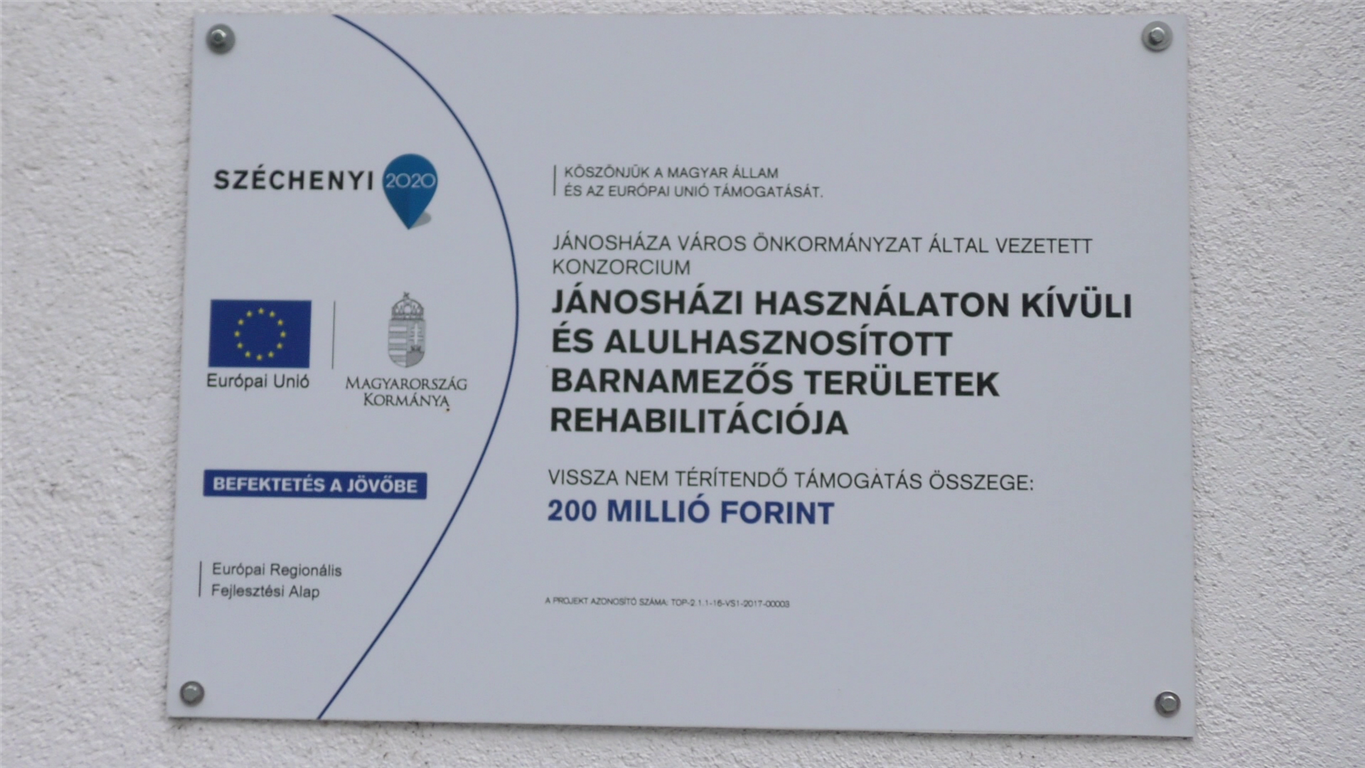 SZÉCHENYI 2020
Európai Unió
MAGYARORSZÁG
KORMÁNYA
BEFEKTETÉS A JÖVŐBE
Európai Regionális
Fejlesztési Alap
KÖSZÖNJÜK A MAGYAR ÁLLAM
ÉS AZ EURÓPAI UNIÓ TÁMOGATÁSÁT.
JÁNOSHÁZA VÁROS ÖNKORMÁNYZAT ÁLTAL VEZETETT
KONZORCIUM
JÁNOSHÁZI HASZNÁLATON KÍVÜLI
ÉS ALULHASZNOSÍTOTT
BARNAMEZŐS TERÜLETEK
REHABILITÁCIÓJA
VISSZA NEM TÉRÍTENDŐ TÁMOGATÁS ÖSSZEGE:
200 MILLIÓ FORINT
A PROJEKT AZONOSÍTÓ SZÁMA: TOP-2.1.1-16-VS1-2017-00003